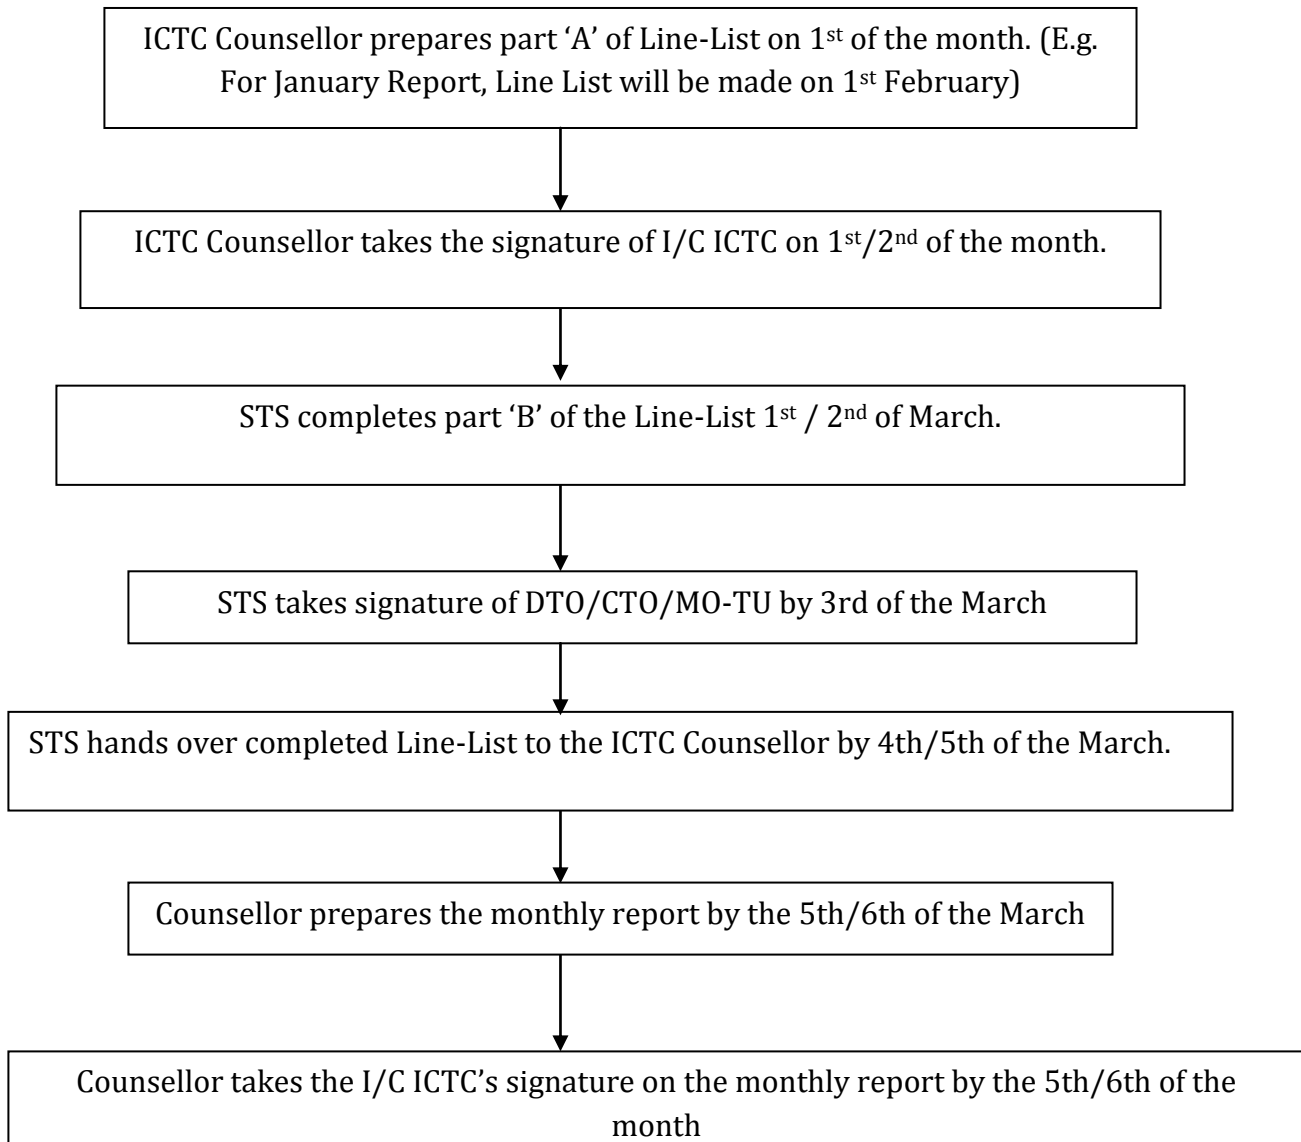 ICTC Counsellor prepares part ‘A’ of Line-List on 1st of the month. (E.g.
For January Report, Line List will be made on 1st February)
ICTC Counsellor takes the signature of I/C ICTC on 1st/2nd of the month.
STS completes part ‘B’ of the Line-List 1st / 2nd of March.
STS takes signature of DTO/CTO/MO-TU by 3rd of the March
STS hands over completed Line-List to the ICTC Counsellor by 4th/5th of the March.
Counsellor prepares the monthly report by the 5th/6th of the March
Counsellor takes the I/C ICTC’s signature on the monthly report by the 5th/6th of the
month